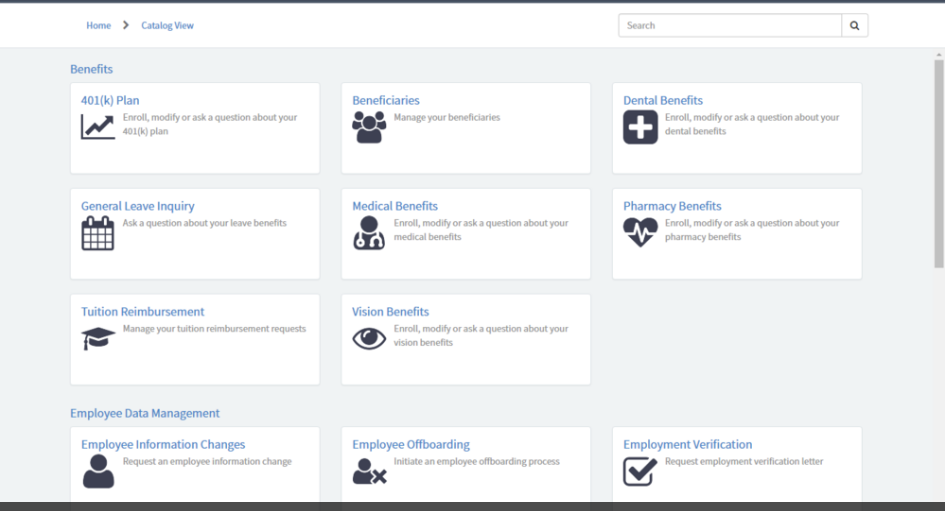 Home
Catalog View
Search
Benefits
401(k) Plan
Enroll, modify or ask a question about your
401(k) plan
Beneficiaries
Manage your beneficiaries
Dental Benefits
Enroll, modify or ask a question about your
dental benefits
General Leave Inquiry
Ask a question about your leave benefits
Medical Benefits
Enroll, modify or ask a question about your
medical benefits
Pharmacy Benefits
Enroll, modify or ask a question about your
pharmacy benefits
Tuition Reimbursement
Manage your tuition reimbursement requests
Vision Benefits
Enroll, modify or ask a question about your
vision benefits
Employee Data Management
Employee Information Changes
Request an employee information change
Employee Offboarding
Initiate an employee offboarding process
Employment Verification
Request employment verification letter